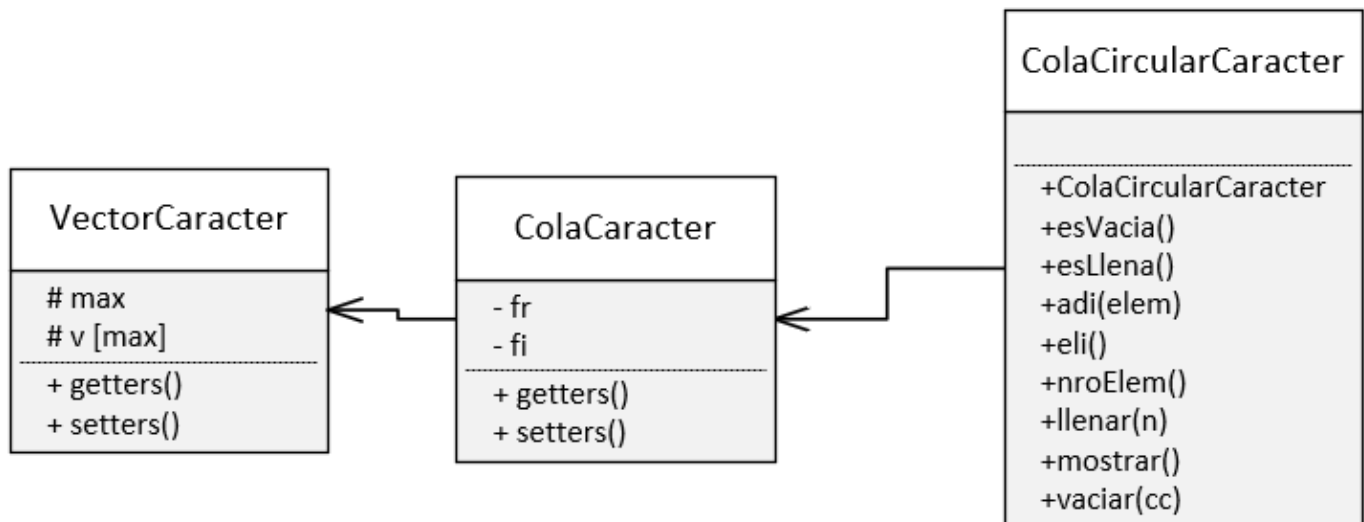 VectorCaracter
# max
# v [max]
+ getters()
+ setters()
ColaCaracter
- fr
- fi
+ getters()
+ setters()
ColaCircularCaracter
+ColaCircularCaracter
+esVacia()
+esLlena()
+adi(elem)
+eli()
+nroElem()
+llenar(n)
+mostrar()
+vaciar(cc)